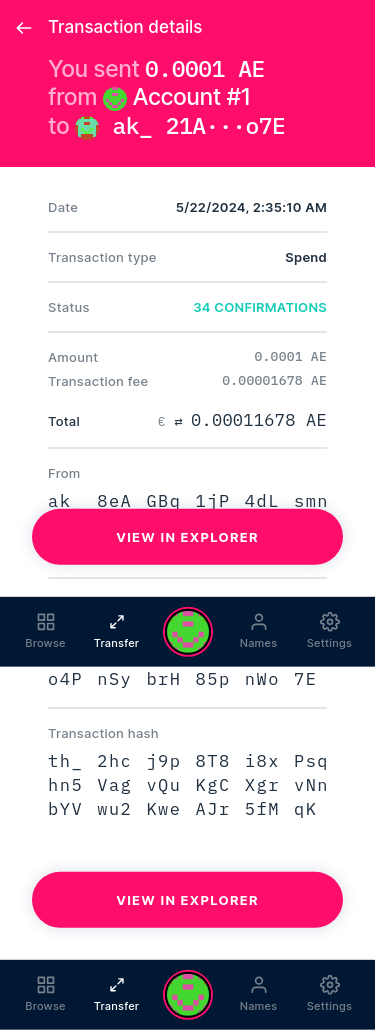 Transaction details
You sent 0.0001 AE
from Account #1
to ak_ 21A···o7E
Date 5/22/2024, 2:35:10 AM
Transaction type Spend
Status 34 CONFIRMATIONS
Amount 0.0001 AE
Transaction fee 0.00001678 AE
Total € ⇄ 0.00011678 AE
From
ak_ 8eA GBq 1jP 4dL smn
VIEW IN EXPLORER
Browse Transfer Names Settings
o4P nSy brH 85p nWo 7E
Transaction hash
th_ 2hc j9p 8T8 i8x Psq
hn5 Vag vQu KgC Xgr vNn
bYV wu2 Kwe AJr 5fM qK
VIEW IN EXPLORER
Browse Transfer Names Settings